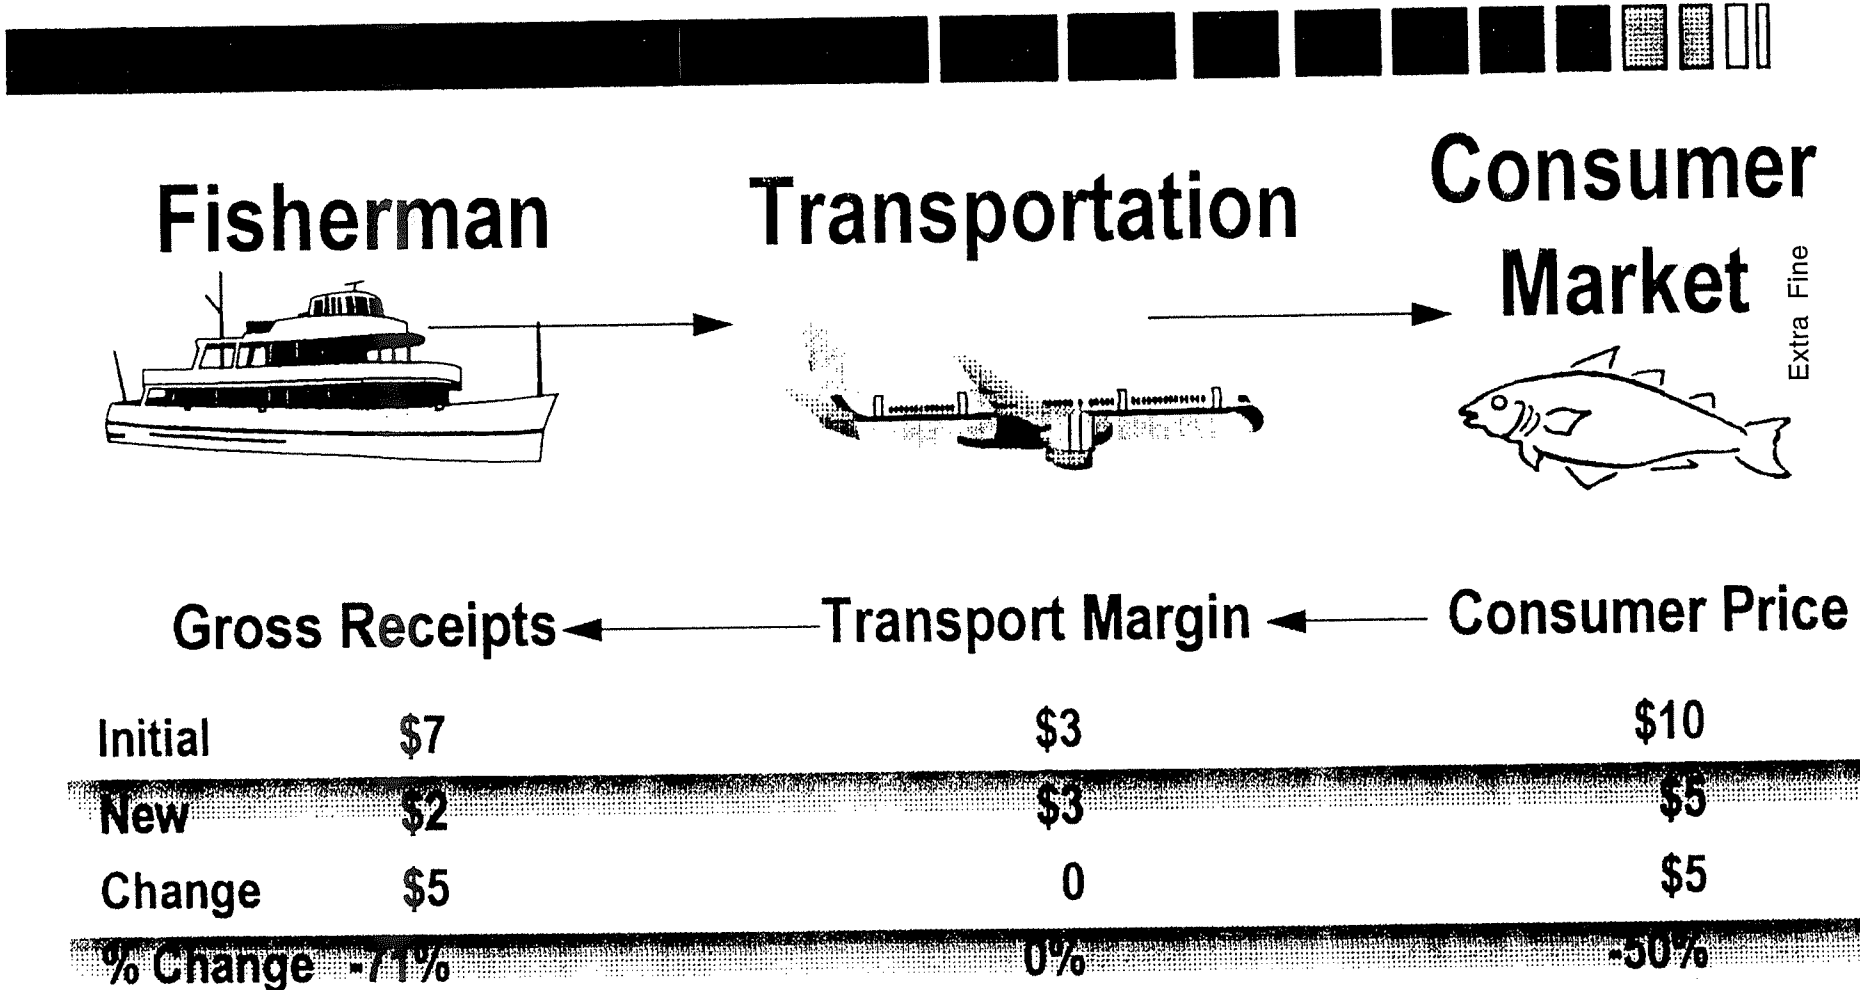 Fisherman Transportation Consumer Market
Extra Fine
Gross Receipts Transport Margin Consumer Price
Initial $7 $3 $10
New $2 $3 $5
Change $5 0 $5
% Change -71% 0% -50%